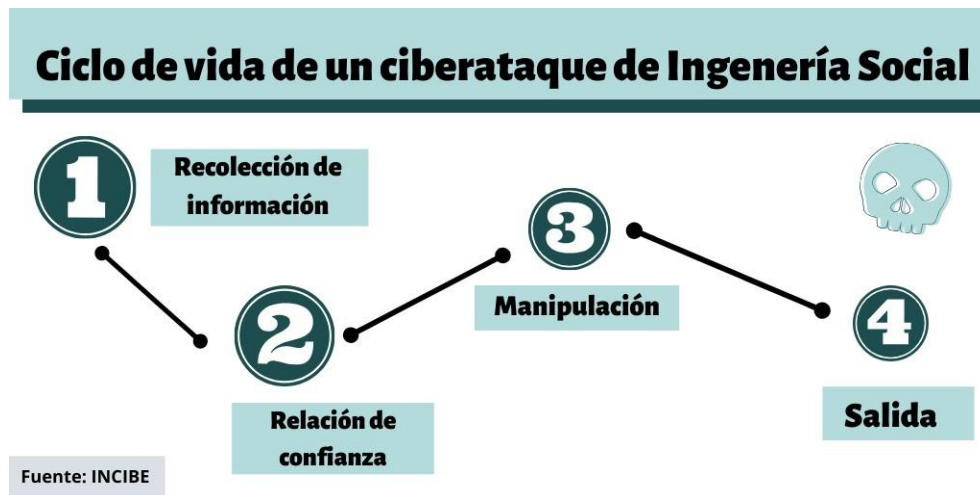 Ciclo de vida de un ciberataque de Ingenería Social
1
Recolección de
información
2
Relación de
confianza
3
Manipulación
4
Salida
Fuente: INCIBE